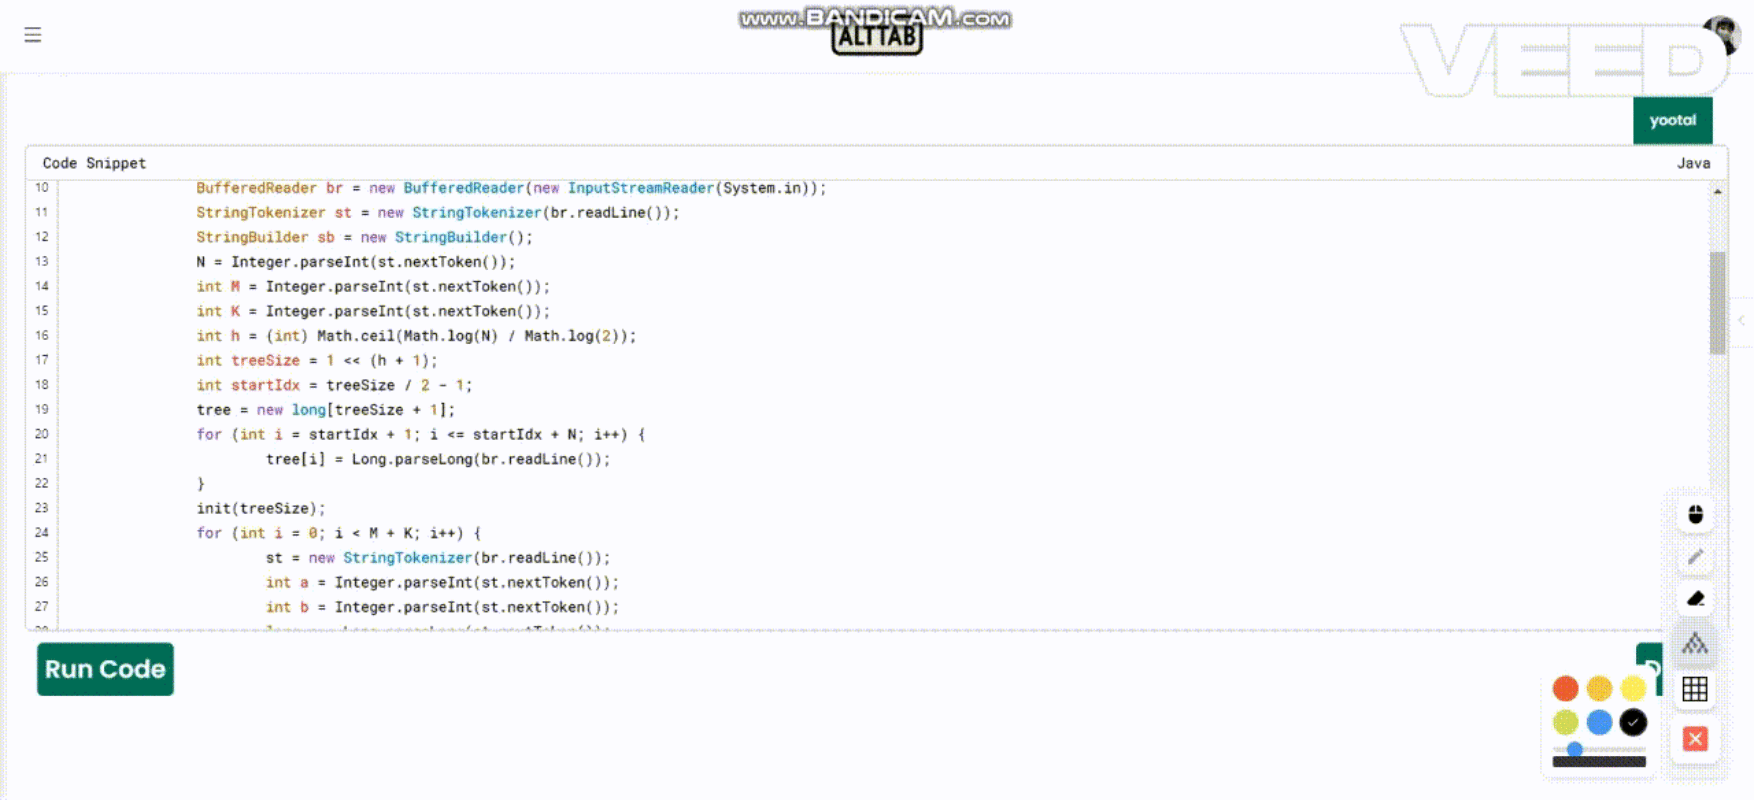 www.BANDICAM.com
ALTTAB
VEED
yootal
Code Snippet
Java
10 BufferedReader br = new BufferedReader(new InputStreamReader(System.in));
11 StringTokenizer st = new StringTokenizer(br.readLine());
12 StringBuilder sb = new StringBuilder();
13 N = Integer.parseInt(st.nextToken());
14 int M = Integer.parseInt(st.nextToken());
15 int K = Integer.parseInt(st.nextToken());
16 int h = (int) Math.ceil(Math.log(N) / Math.log(2));
17 int treeSize = 1 << (h + 1);
18 int startIdx = treeSize / 2 - 1;
19 tree = new long[treeSize + 1];
20 for (int i = startIdx + 1; i <= startIdx + N; i++) {
21 tree[i] = Long.parseLong(br.readLine());
22 }
23 init(treeSize);
24 for (int i = 0; i < M + K; i++) {
25 st = new StringTokenizer(br.readLine());
26 int a = Integer.parseInt(st.nextToken());
27 int b = Integer.parseInt(st.nextToken());
Run Code